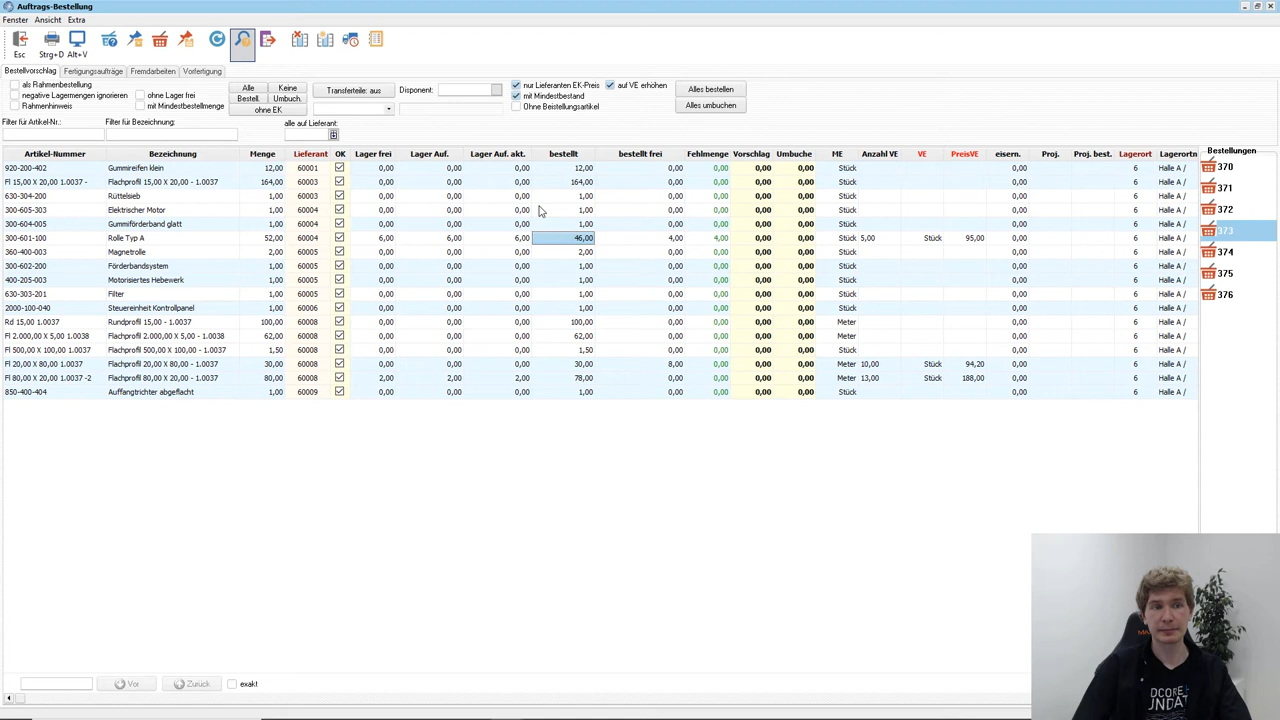 Auftrags-Bestellung
Fenster Ansicht Extra
Esc Strg+D Alt+V
Bestellvorschlag Fertigungsaufträge Fremdarbeiten Vorfertigung
als Rahmenbestellung
negative Lagermengen ignorieren ohne Lager frei
Rahmenhinweis mit Mindestbestellmenge
Alle Keine
Bestell. Umbuch.
ohne EK
Transferteile: aus
Disponent:
nur Lieferanten EK-Preis auf VE erhöhen
mit Mindestbestand
Ohne Beistellungsartikel
Alles bestellen
Alles umbuchen
Filter für Artikel-Nr.: Filter für Bezeichnung: alle auf Lieferant:
Artikel-Nummer Bezeichnung Menge Lieferant OK Lager frei Lager Auf. Lager Auf. akt. bestellt bestellt frei Fehlmenge Vorschlag Umbuche ME Anzahl VE VE PreisVE eisern. Proj. Proj. best. Lagerort Lagerortn
920-200-402 Gummireifen klein 12,00 60001 0,00 0,00 0,00 12,00 0,00 0,00 0,00 0,00 Stück 0,00 6 Halle A /
Fl 15,00 X 20,00 1.0037 - Flachprofil 15,00 X 20,00 - 1.0037 164,00 60003 0,00 0,00 0,00 164,00 0,00 0,00 0,00 0,00 Stück 0,00 6 Halle A /
630-304-200 Rüttelsieb 1,00 60003 0,00 0,00 0,00 1,00 0,00 0,00 0,00 0,00 Stück 0,00 6 Halle A /
300-605-303 Elektrischer Motor 1,00 60004 0,00 0,00 0,00 1,00 0,00 0,00 0,00 0,00 Stück 0,00 6 Halle A /
300-604-005 Gummiförderband glatt 1,00 60004 0,00 0,00 0,00 1,00 0,00 0,00 0,00 0,00 Stück 0,00 6 Halle A /
300-601-100 Rolle Typ A 52,00 60004 6,00 6,00 6,00 46,00 4,00 4,00 0,00 0,00 Stück 5,00 Stück 95,00 0,00 6 Halle A /
360-400-003 Magnetrolle 2,00 60005 0,00 0,00 0,00 2,00 0,00 0,00 0,00 0,00 Stück 0,00 6 Halle A /
300-602-200 Förderbandsystem 1,00 60005 0,00 0,00 0,00 1,00 0,00 0,00 0,00 0,00 Stück 0,00 6 Halle A /
400-205-003 Motorisiertes Hebewerk 1,00 60005 0,00 0,00 0,00 1,00 0,00 0,00 0,00 0,00 Stück 0,00 6 Halle A /
630-303-201 Filter 1,00 60005 0,00 0,00 0,00 1,00 0,00 0,00 0,00 0,00 Stück 0,00 6 Halle A /
2000-100-040 Steuereinheit Kontrollpanel 1,00 60006 0,00 0,00 0,00 1,00 0,00 0,00 0,00 0,00 Stück 0,00 6 Halle A /
Rd 15,00 1.0037 Rundprofil 15,00 - 1.0037 100,00 60008 0,00 0,00 0,00 100,00 0,00 0,00 0,00 0,00 Meter 0,00 6 Halle A /
Fl 2.000,00 X 5,00 1.0038 Flachprofil 2.000,00 X 5,00 - 1.0038 62,00 60008 0,00 0,00 0,00 62,00 0,00 0,00 0,00 0,00 Meter 0,00 6 Halle A /
Fl 500,00 X 100,00 1.0037 Flachprofil 500,00 X 100,00 - 1.0037 1,50 60008 0,00 0,00 0,00 1,50 0,00 0,00 0,00 0,00 Stück 0,00 6 Halle A /
Fl 20,00 X 80,00 1.0037 Flachprofil 20,00 X 80,00 - 1.0037 30,00 60008 0,00 0,00 0,00 30,00 8,00 0,00 0,00 0,00 Meter 10,00 Stück 94,20 0,00 6 Halle A /
Fl 80,00 X 20,00 1.0037 -2 Flachprofil 80,00 X 20,00 - 1.0037 80,00 60008 2,00 2,00 2,00 78,00 0,00 0,00 0,00 0,00 Meter 13,00 Stück 188,00 0,00 6 Halle A /
850-400-404 Auffangtrichter abgeflacht 1,00 60009 0,00 0,00 0,00 1,00 0,00 0,00 0,00 0,00 Stück 0,00 6 Halle A /
Bestellungen
370
371
372
373
374
375
376
Vor Zurück exakt
DCORE
UNDAT